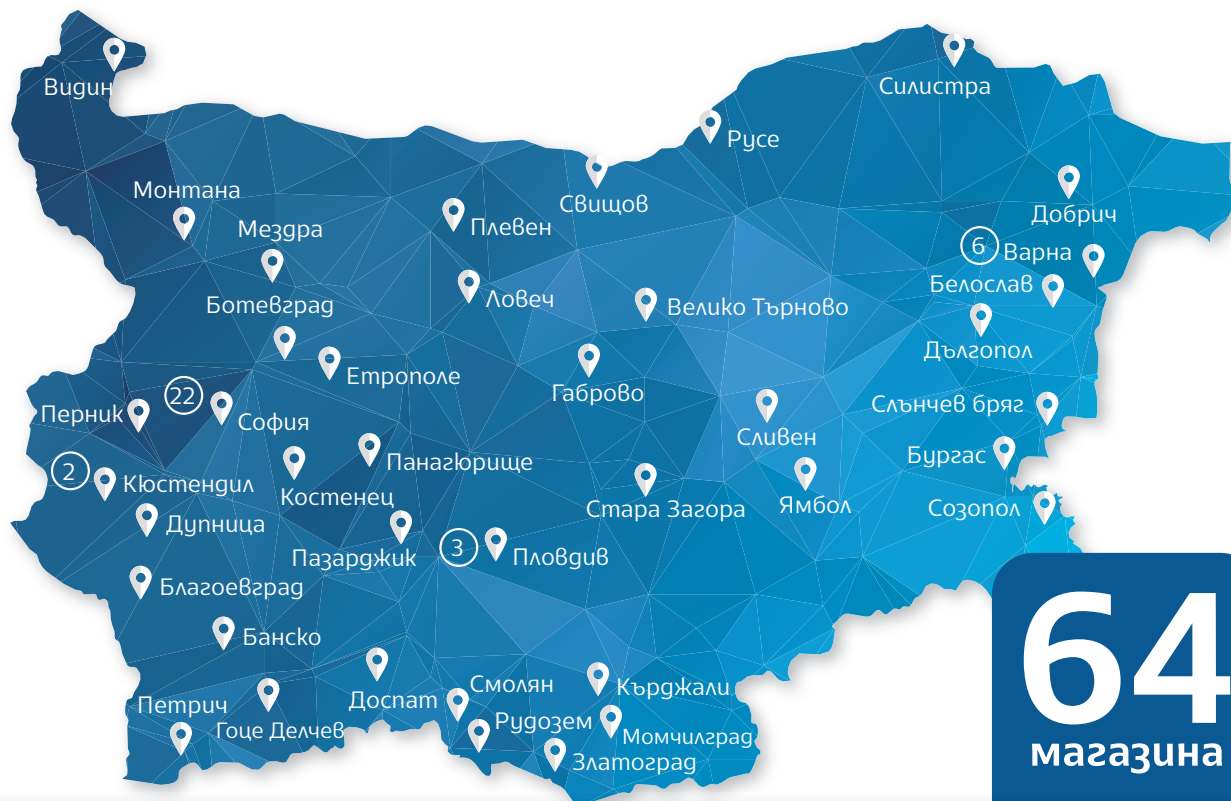 Видин
Силистра
Русе
Свищов
Монтана
Плевен
Добрич
Мездра
6 Варна
Белослав
Ботевград
Ловеч
Велико Търново
Дългопол
Етрополе
Габрово
22
Перник
София
Слънчев бряг
Сливен
Панагюрище
Бургас
2
Кюстендил
Костенец
Стара Загора
Ямбол
Созопол
Дупница
Пазарджик
3
Пловдив
Благоевград
Банско
Смолян
Кърджали
Доспат
Петрич
Гоце Делчев
Рудозем
Момчилград
Златоград
64
магазина